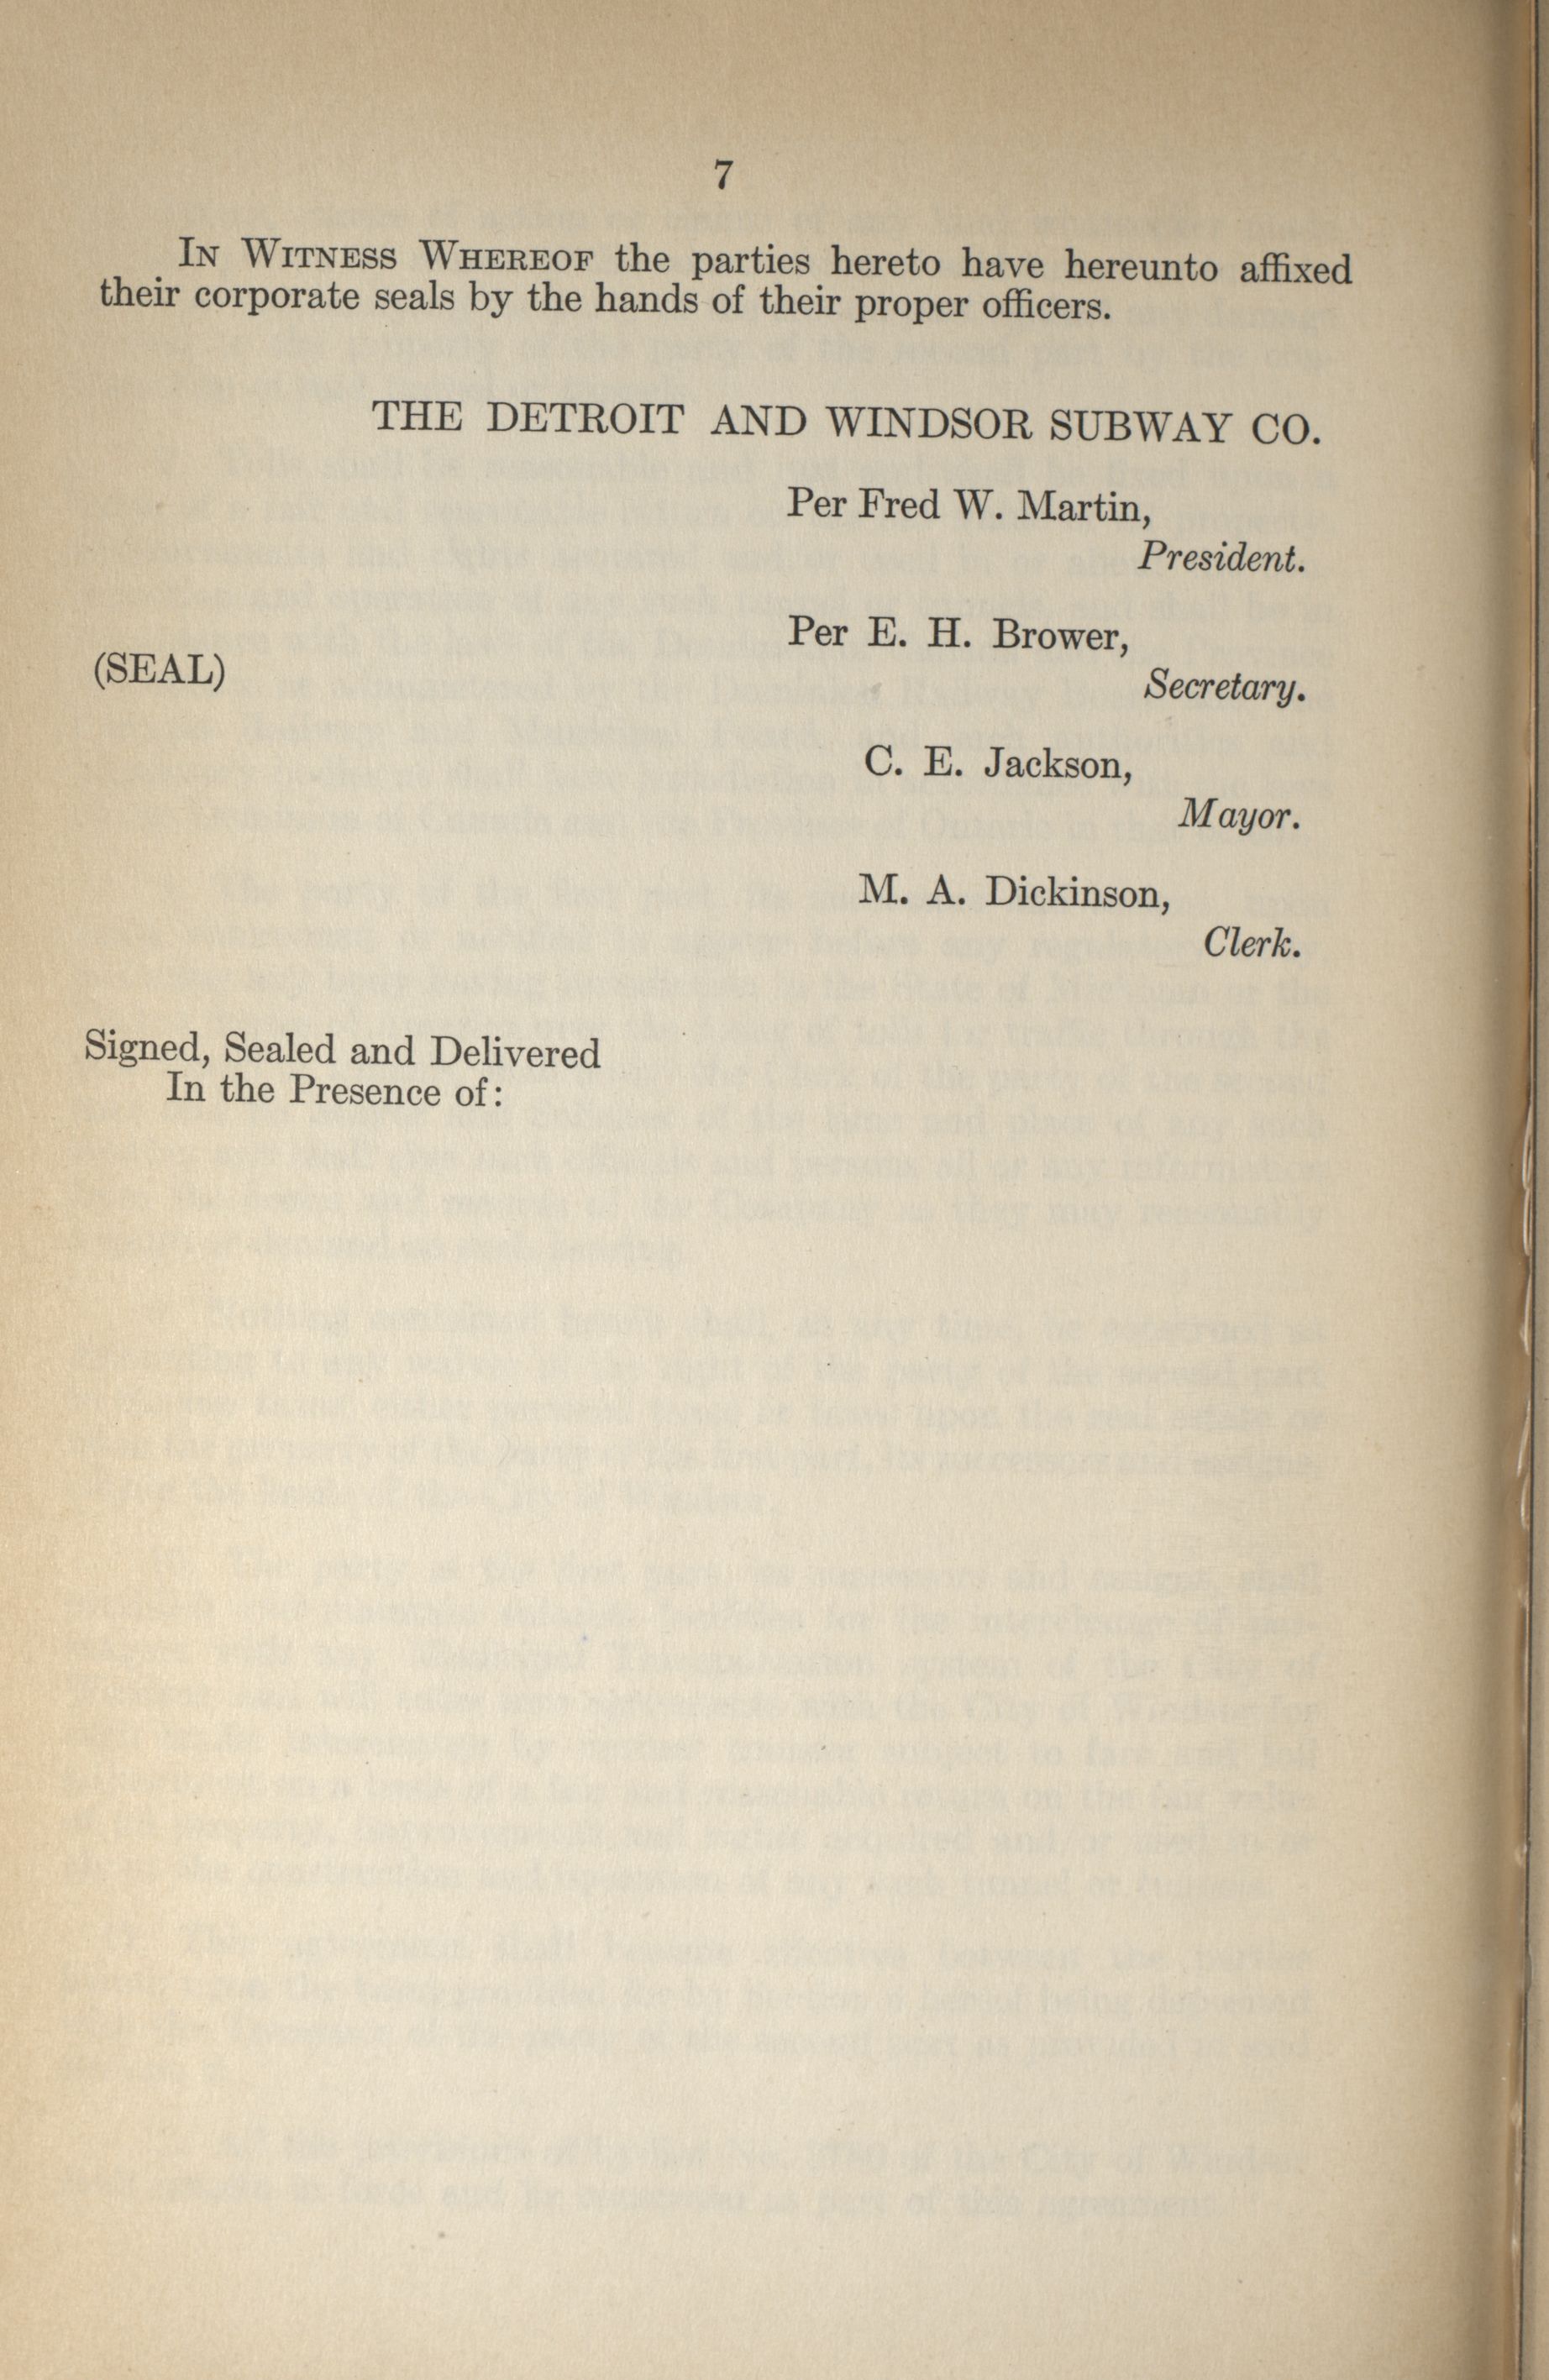 7
In Witness Whereof the parties hereto have hereunto affixed
their corporate seals by the hands of their proper officers.
THE DETROIT AND WINDSOR SUBWAY CO.
Per Fred W. Martin,
President.
Per E. H. Brower,
(SEAL)
Secretary.
C. E. Jackson,
Mayor.
M. A. Dickinson,
Clerk.
Signed, Sealed and Delivered
In the Presence of: